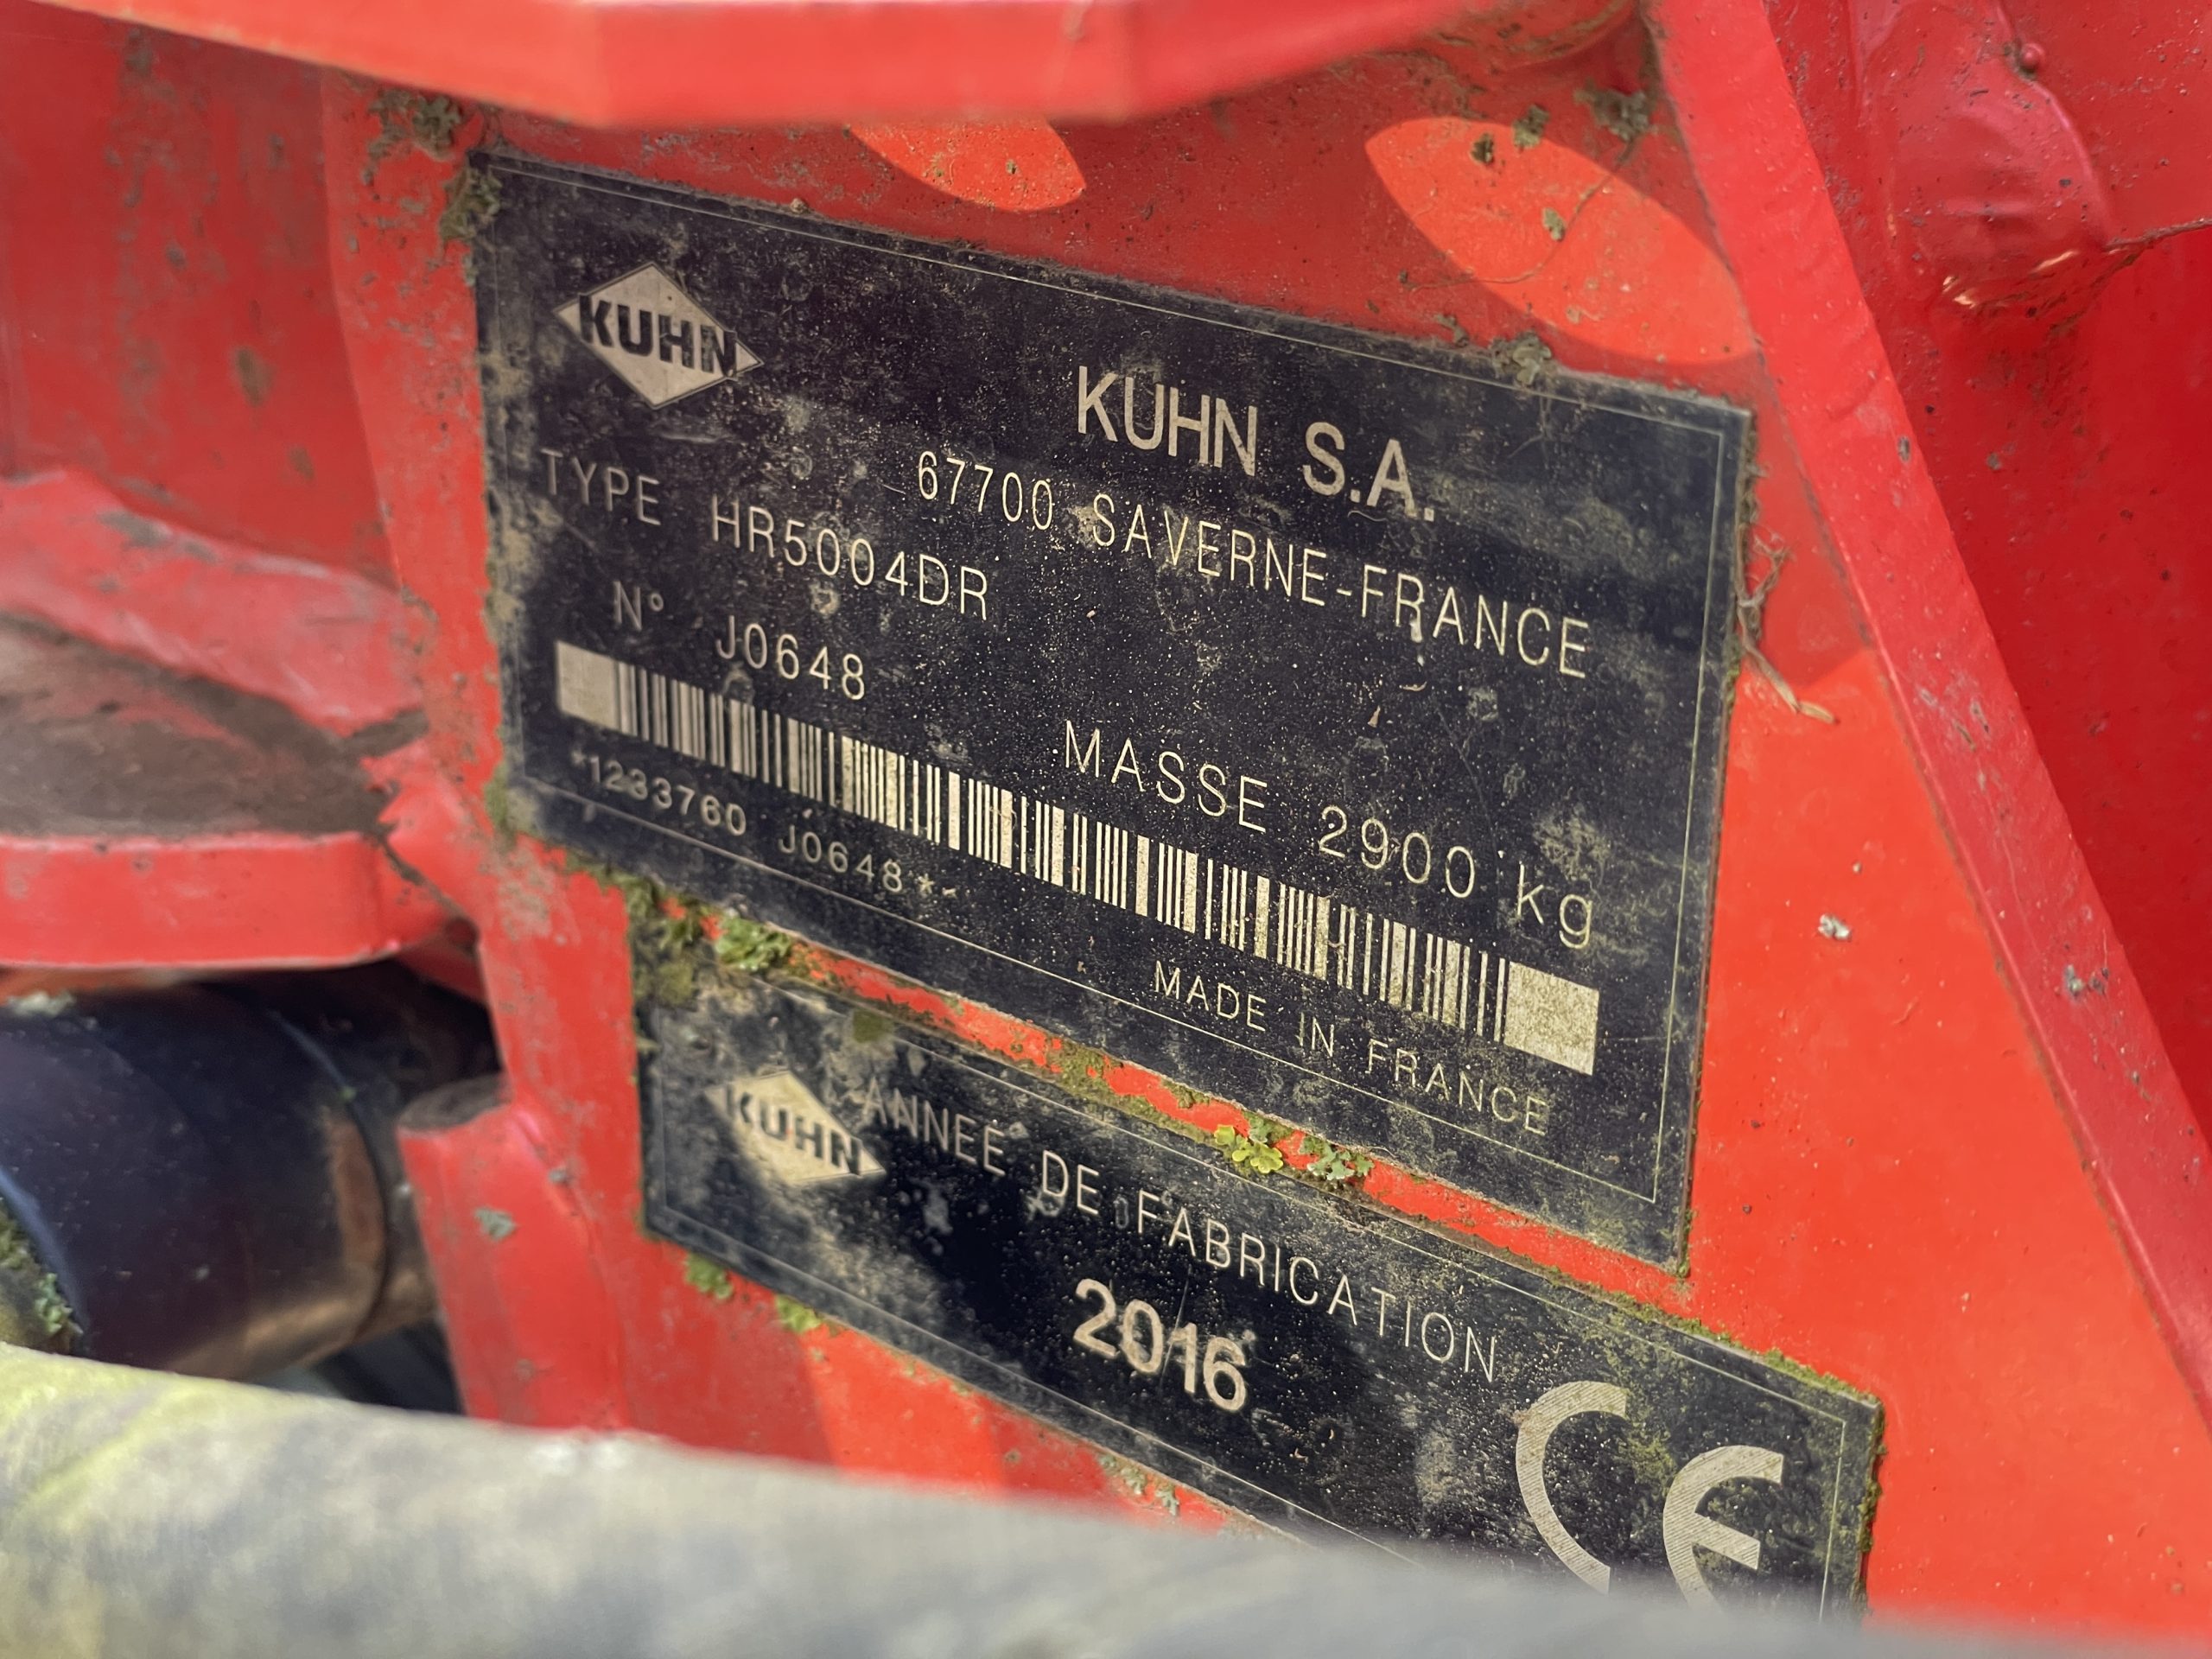 KUHN
KUHN S.A.
67700 SAVERNE-FRANCE
TYPE HR5004DR
N° J0648
MASSE 2900 kg
*1233760 J0648**
MADE IN FRANCE
KUHN
ANNEE DE FABRICATION
2016
CE